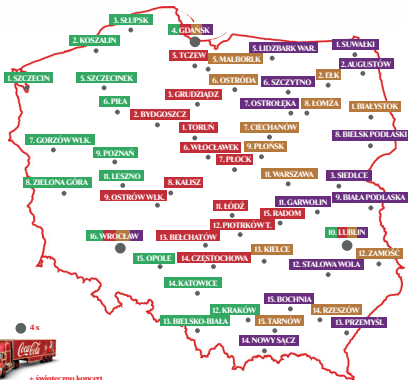 3. SŁUPSK
4. GDAŃSK
2. KOSZALIN
5. LIDZBARK WAR.
1. SUWAŁKI
5. TCZEW
5. MALBORK
2. AUGUSTÓW
1. SZCZECIN
5. SZCZECINEK
6. OSTRÓDA
6. SZCZYTNO
2. EŁK
6. PIŁA
3. GRUDZIĄDZ
7. OSTROŁĘKA
8. ŁOMŻA
1. BIAŁYSTOK
2. BYDGOSZCZ
1. TORUŃ
7. CIECHANÓW
8. BIELSK PODLASKI
7. GORZÓW WLK.
6. WŁOCŁAWEK
9. PŁOŃSK
9. POZNAŃ
7. PŁOCK
11. LESZNO
11. WARSZAWA
3. SIEDLCE
8. ZIELONA GÓRA
8. KALISZ
9. OSTRÓW WLK.
11. GARWOLIN
9. BIAŁA PODLASKA
11. ŁÓDŹ
15. RADOM
12. PIOTRKÓW T.
16. WROCŁAW
13. BEŁCHATÓW
10. LUBLIN
13. KIELCE
12. ZAMOŚĆ
15. OPOLE
14. CZĘSTOCHOWA
12. STALOWA WOLA
14. KATOWICE
15. BOCHNIA
12. KRAKÓW
14. RZESZÓW
13. BIELSKO-BIAŁA
15. TARNÓW
13. PRZEMYŚL
14. NOWY SĄCZ
4 x
Coca-Cola
+ świąteczny koncert